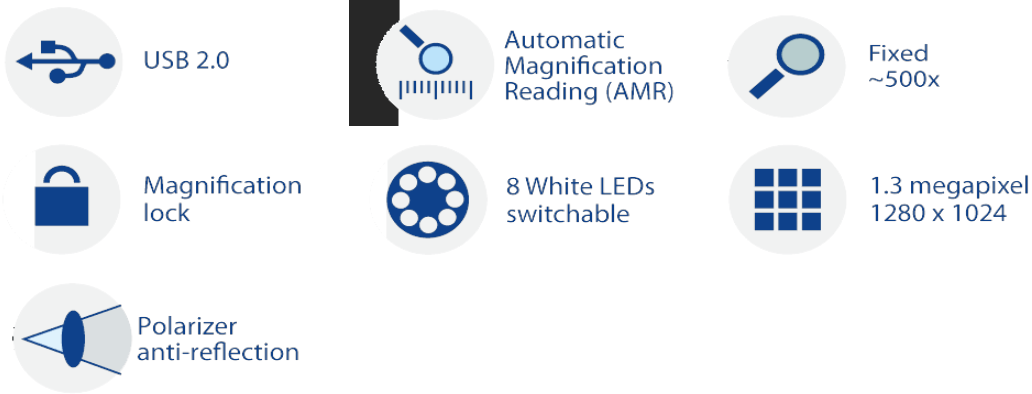 USB 2.0
Automatic
Magnification
Reading (AMR)
Fixed
~500x
Magnification
lock
8 White LEDs
switchable
1.3 megapixel
1280 x 1024
Polarizer
anti-reflection